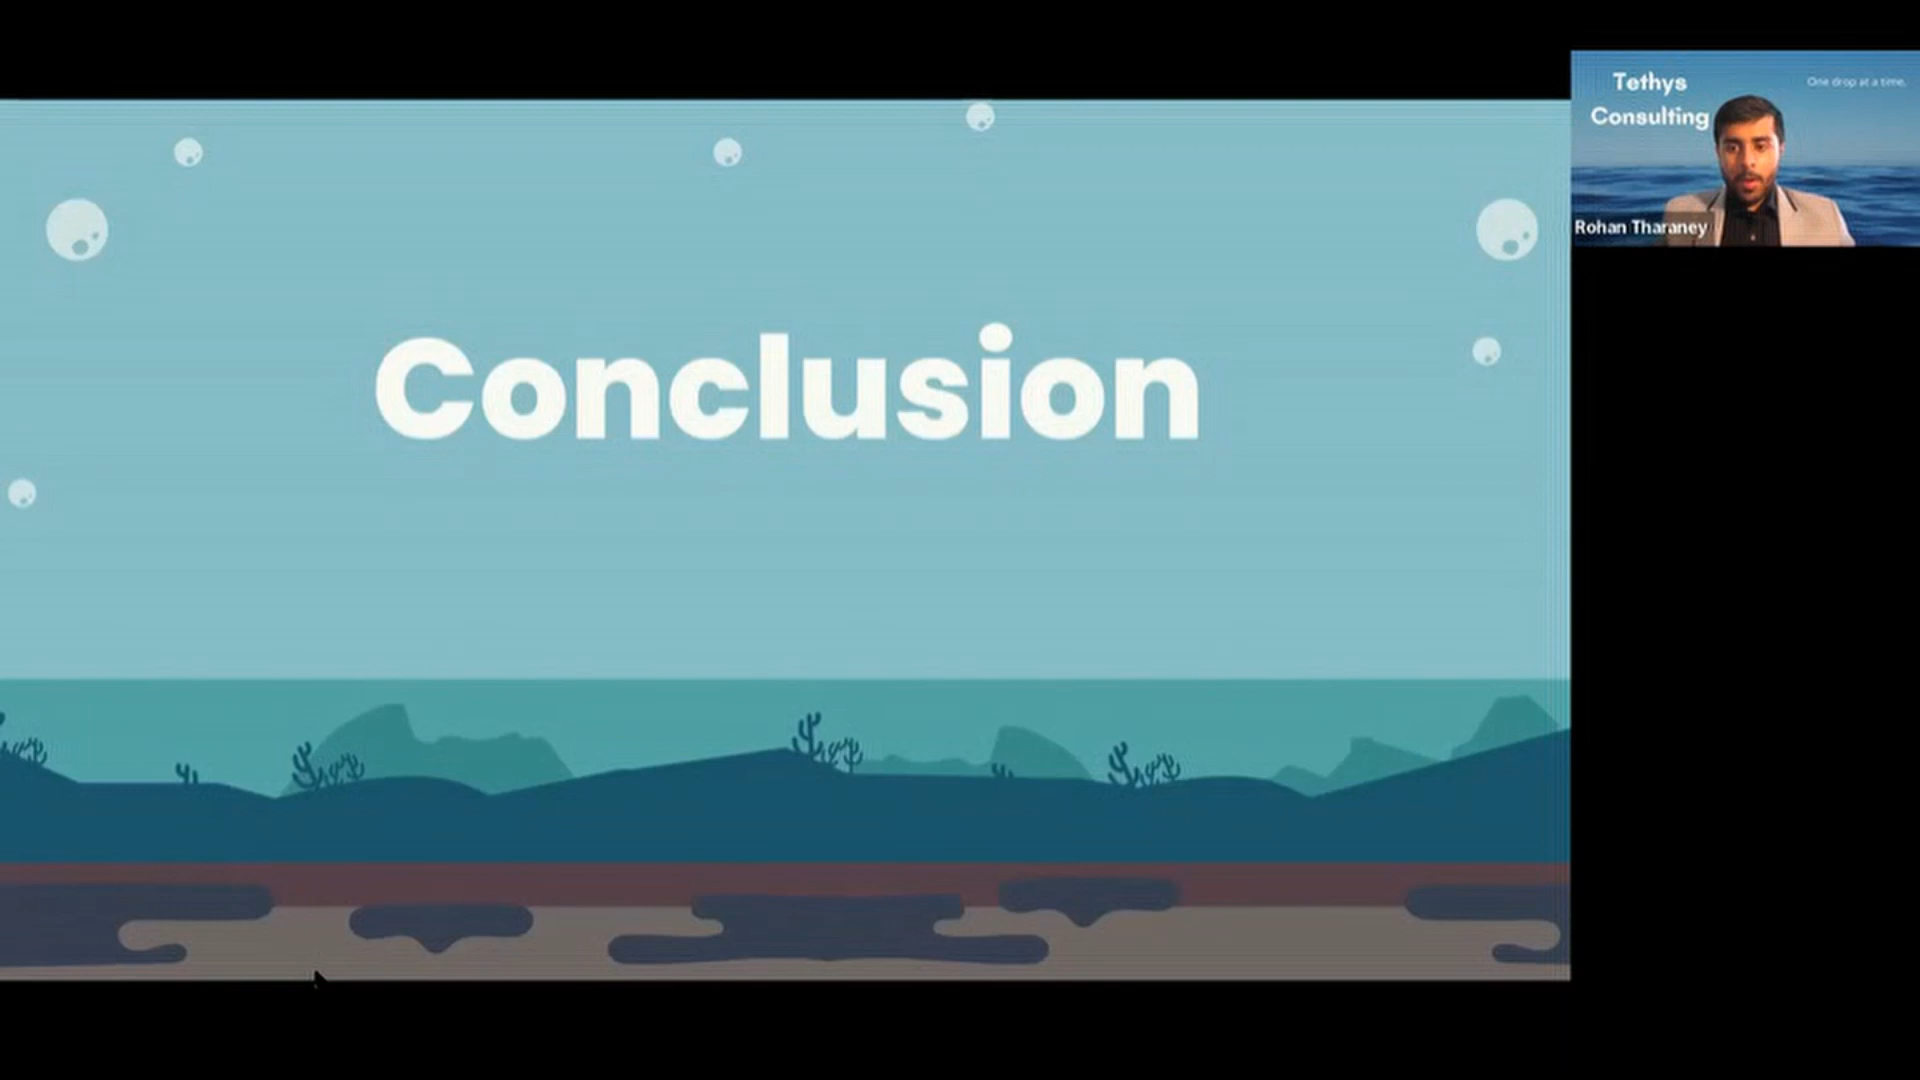 Conclusion
Tethys
Consulting
One drop at a time.
Rohan Tharaney